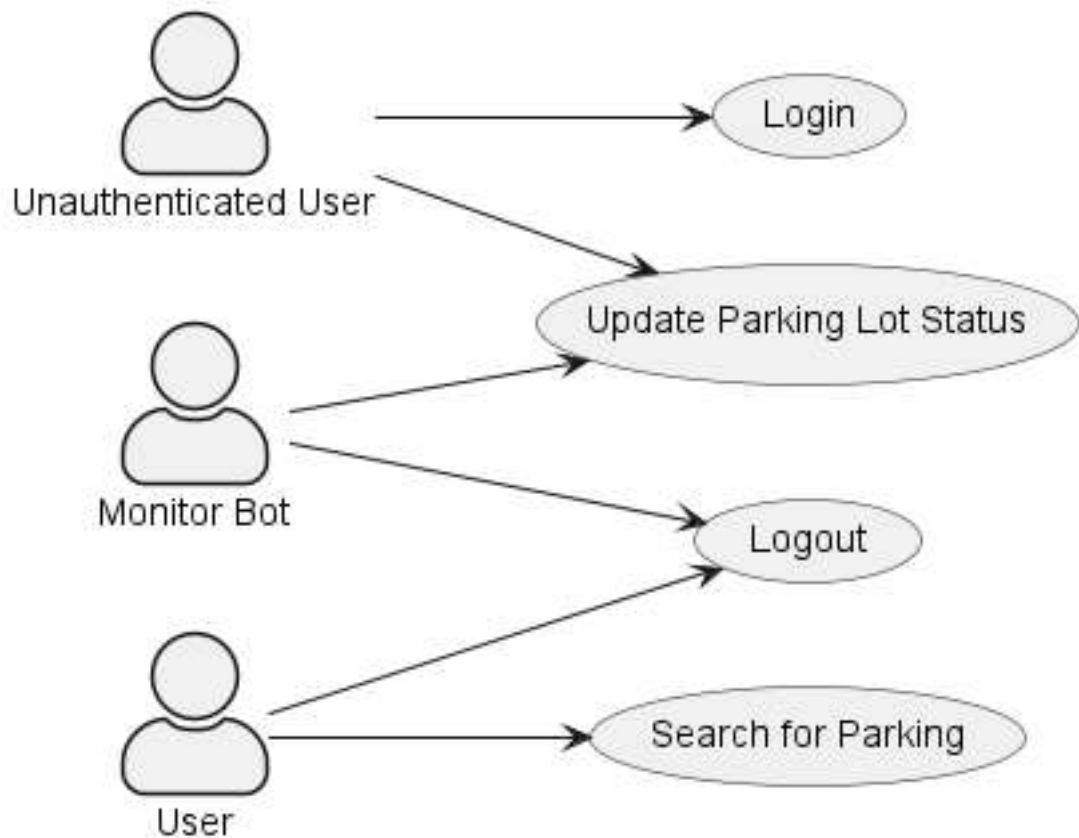 Login
Unauthenticated User
Update Parking Lot Status
Monitor Bot
Logout
Search for Parking
User